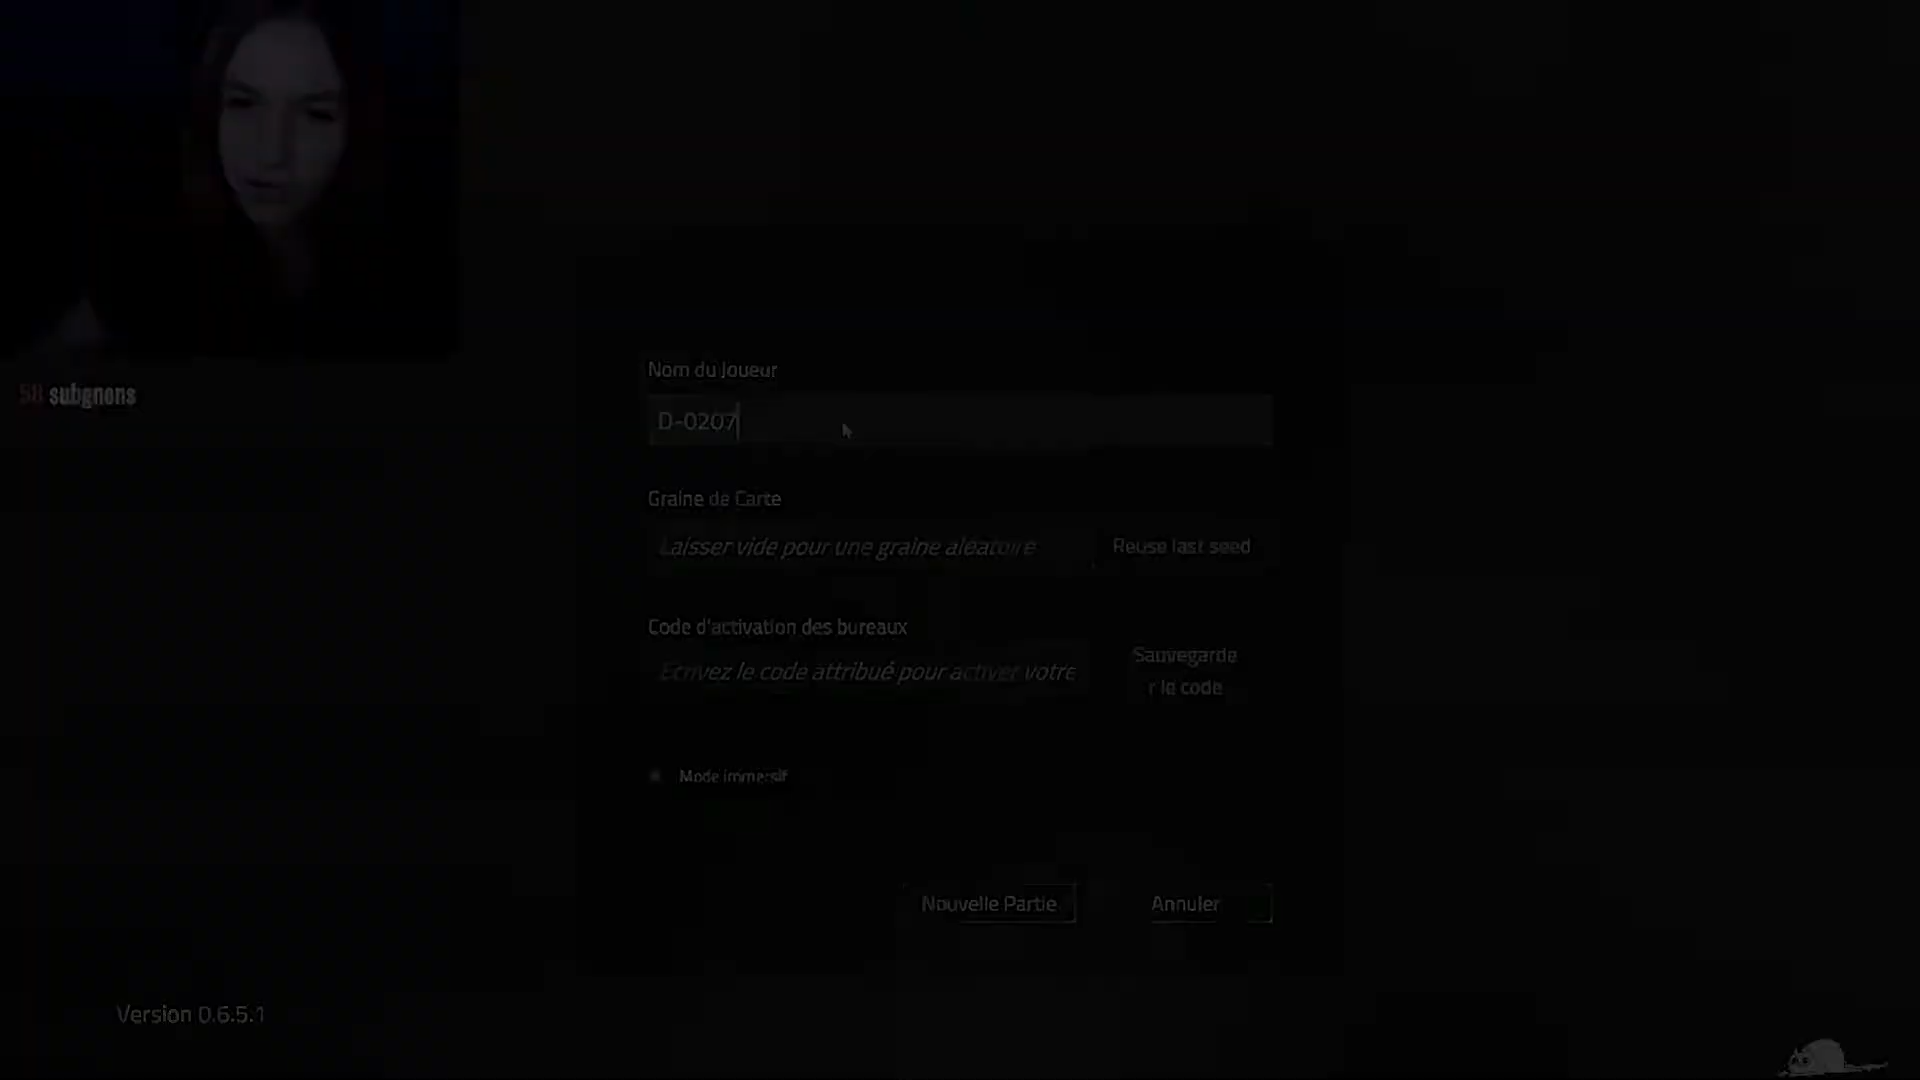 58 subgnons
Nom du Joueur
D-0207
Graine de Carte
Laisser vide pour une graine aléatoire
Reuse last seed
Code d'activation des bureaux
Ecrivez le code attribué pour activer votre
Sauvegarde
r le code
Mode immersif
Nouvelle Partie
Annuler
Version 0.6.5.1